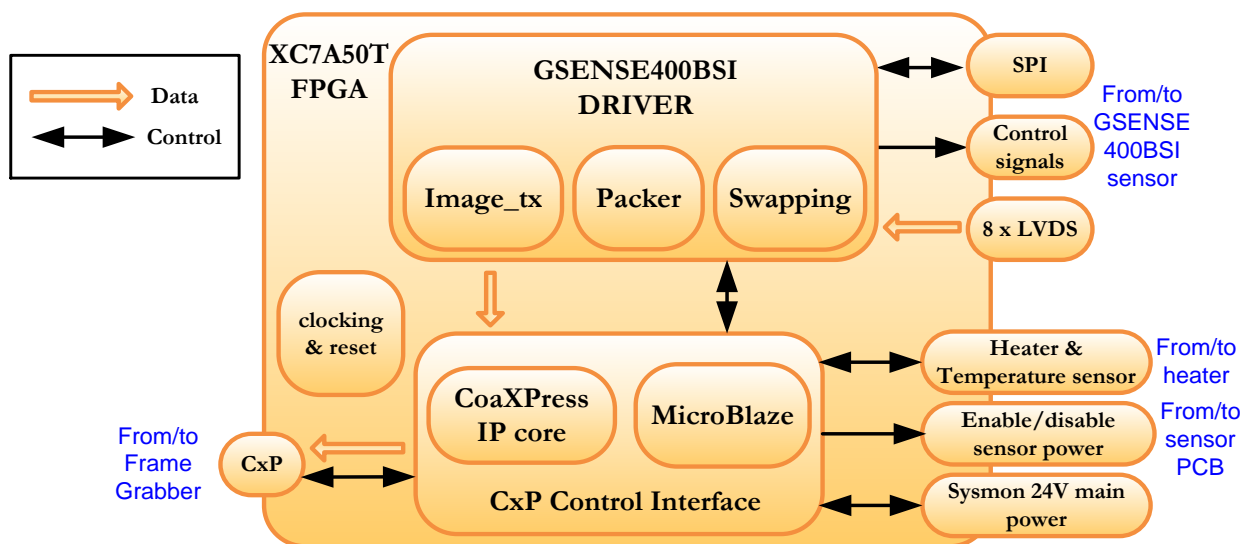 Data
Control
XC7A50T
FPGA
GSENSE400BSI
DRIVER
Image_tx
Packer
Swapping
SPI
Control
signals
8 x LVDS
From/to
GSENSE
400BSI
sensor
clocking
& reset
CoaXPress
IP core
MicroBlaze
CxP Control Interface
From/to
Frame
Grabber
CxP
Heater &
Temperature sensor
From/to
heater
Enable/disable
sensor power
From/to
sensor
PCB
Sysmon 24V main
power